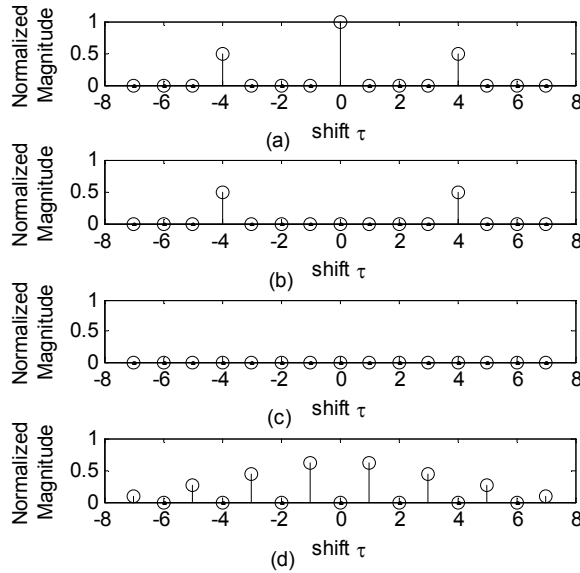 Normalized
Magnitude
1
0.5
0
-8 -6 -4 -2 0 2 4 6 8
shift τ
(a)
Normalized
Magnitude
1
0.5
0
-8 -6 -4 -2 0 2 4 6 8
shift τ
(b)
Normalized
Magnitude
1
0.5
0
-8 -6 -4 -2 0 2 4 6 8
shift τ
(c)
Normalized
Magnitude
1
0.5
0
-8 -6 -4 -2 0 2 4 6 8
shift τ
(d)